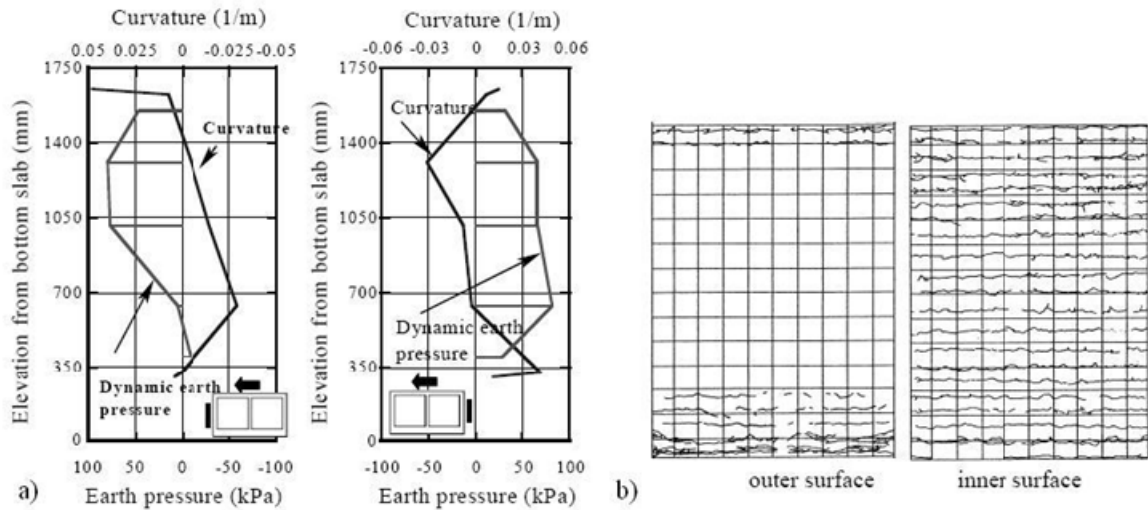 Curvature (1/m)
0.05 0.025 0 -0.025 -0.05
1750
1400
1050
700
350
0
Elevation from bottom slab (mm)
Curvature
Dynamic earth
pressure
100 50 0 -50 -100
Earth pressure (kPa)
a)
Curvature (1/m)
-0.06 -0.03 0 0.03 0.06
1750
1400
1050
700
350
0
Elevation from bottom slab (mm)
Curvature
Dynamic earth
pressure
-100 -50 0 50 100
Earth pressure (kPa)
b)
outer surface
inner surface